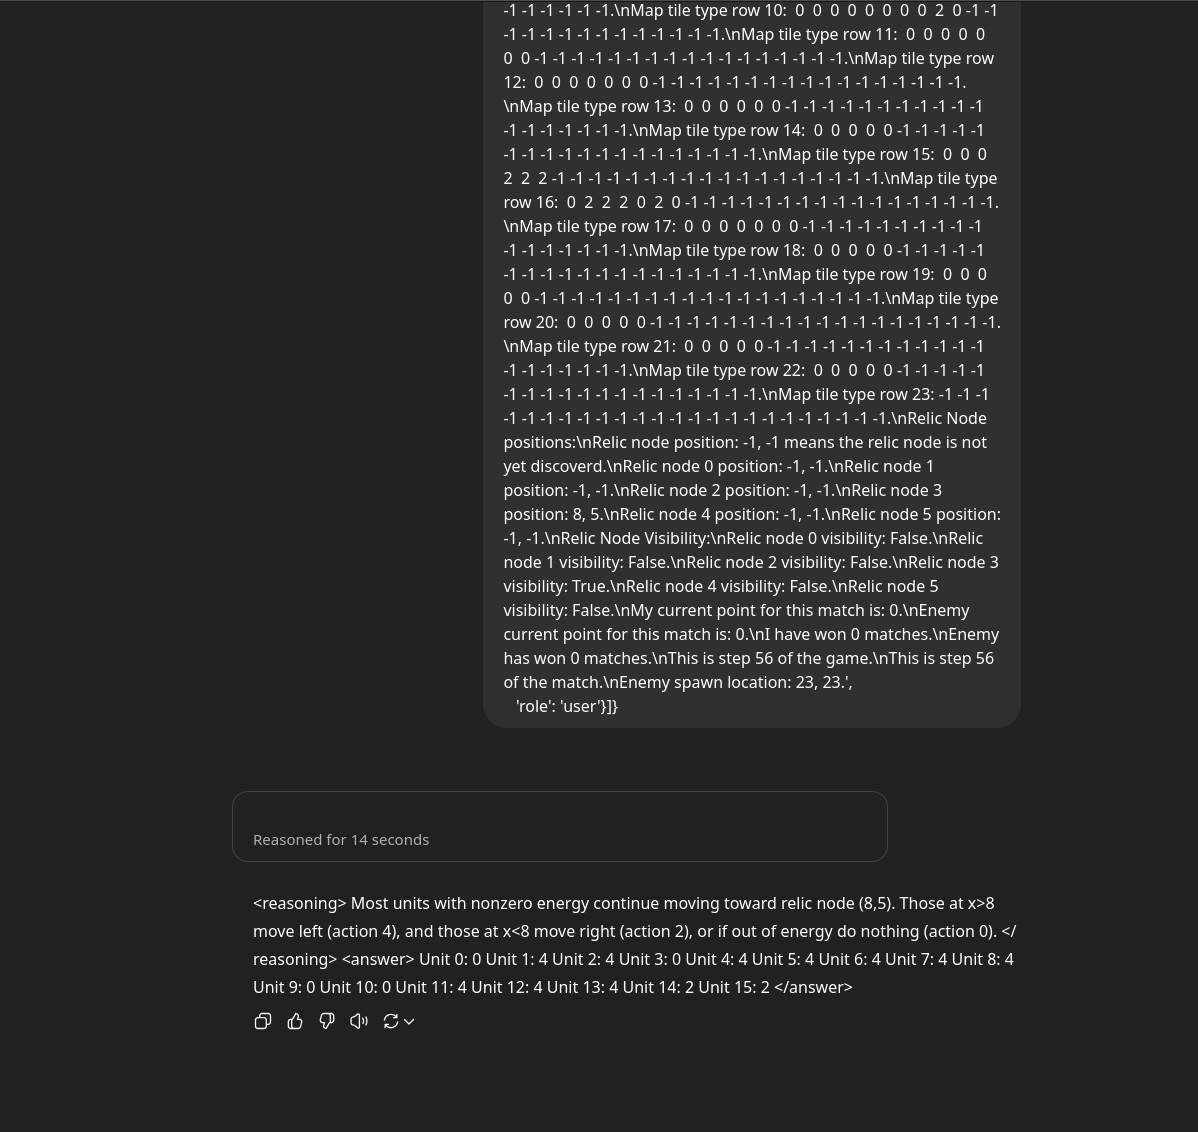 -1 -1 -1 -1 -1 -1.\nMap tile type row 10:  0  0  0  0  0  0  0  0  2  0 -1 -1
-1 -1 -1 -1 -1 -1 -1 -1 -1 -1 -1 -1.\nMap tile type row 11:  0  0  0  0  0
0  0 -1 -1 -1 -1 -1 -1 -1 -1 -1 -1 -1 -1 -1 -1 -1 -1 -1.\nMap tile type row
12:  0  0  0  0  0  0  0 -1 -1 -1 -1 -1 -1 -1 -1 -1 -1 -1 -1 -1 -1 -1 -1 -1.
\nMap tile type row 13:  0  0  0  0  0  0 -1 -1 -1 -1 -1 -1 -1 -1 -1 -1 -1
-1 -1 -1 -1 -1 -1 -1.\nMap tile type row 14:  0  0  0  0  0 -1 -1 -1 -1 -1
-1 -1 -1 -1 -1 -1 -1 -1 -1 -1 -1 -1 -1 -1.\nMap tile type row 15:  0  0  0
2  2  2 -1 -1 -1 -1 -1 -1 -1 -1 -1 -1 -1 -1 -1 -1 -1 -1 -1 -1.\nMap tile type
row 16:  0  2  2  2  0  2  0 -1 -1 -1 -1 -1 -1 -1 -1 -1 -1 -1 -1 -1 -1 -1 -1 -1.
\nMap tile type row 17:  0  0  0  0  0  0  0 -1 -1 -1 -1 -1 -1 -1 -1 -1 -1
-1 -1 -1 -1 -1 -1 -1.\nMap tile type row 18:  0  0  0  0  0 -1 -1 -1 -1 -1
-1 -1 -1 -1 -1 -1 -1 -1 -1 -1 -1 -1 -1 -1.\nMap tile type row 19:  0  0  0
0  0 -1 -1 -1 -1 -1 -1 -1 -1 -1 -1 -1 -1 -1 -1 -1 -1 -1 -1 -1.\nMap tile type
row 20:  0  0  0  0  0 -1 -1 -1 -1 -1 -1 -1 -1 -1 -1 -1 -1 -1 -1 -1 -1 -1 -1 -1.
\nMap tile type row 21:  0  0  0  0  0 -1 -1 -1 -1 -1 -1 -1 -1 -1 -1 -1 -1
-1 -1 -1 -1 -1 -1 -1.\nMap tile type row 22:  0  0  0  0  0 -1 -1 -1 -1 -1
-1 -1 -1 -1 -1 -1 -1 -1 -1 -1 -1 -1 -1 -1.\nMap tile type row 23: -1 -1 -1
-1 -1 -1 -1 -1 -1 -1 -1 -1 -1 -1 -1 -1 -1 -1 -1 -1 -1 -1 -1 -1.\nRelic Node
positions:\nRelic node position: -1, -1 means the relic node is not
yet discoverd.\nRelic node 0 position: -1, -1.\nRelic node 1
position: -1, -1.\nRelic node 2 position: -1, -1.\nRelic node 3
position: 8, 5.\nRelic node 4 position: -1, -1.\nRelic node 5 position:
-1, -1.\nRelic Node Visibility:\nRelic node 0 visibility: False.\nRelic
node 1 visibility: False.\nRelic node 2 visibility: False.\nRelic node 3
visibility: True.\nRelic node 4 visibility: False.\nRelic node 5
visibility: False.\nMy current point for this match is: 0.\nEnemy
current point for this match is: 0.\nI have won 0 matches.\nEnemy
has won 0 matches.\nThis is step 56 of the game.\nThis is step 56
of the match.\nEnemy spawn location: 23, 23.',
'role': 'user'}]}
Reasoned for 14 seconds
<reasoning> Most units with nonzero energy continue moving toward relic node (8,5). Those at x>8
move left (action 4), and those at x<8 move right (action 2), or if out of energy do nothing (action 0). </
reasoning> <answer> Unit 0: 0 Unit 1: 4 Unit 2: 4 Unit 3: 0 Unit 4: 4 Unit 5: 4 Unit 6: 4 Unit 7: 4 Unit 8: 4
Unit 9: 0 Unit 10: 0 Unit 11: 4 Unit 12: 4 Unit 13: 4 Unit 14: 2 Unit 15: 2 </answer>